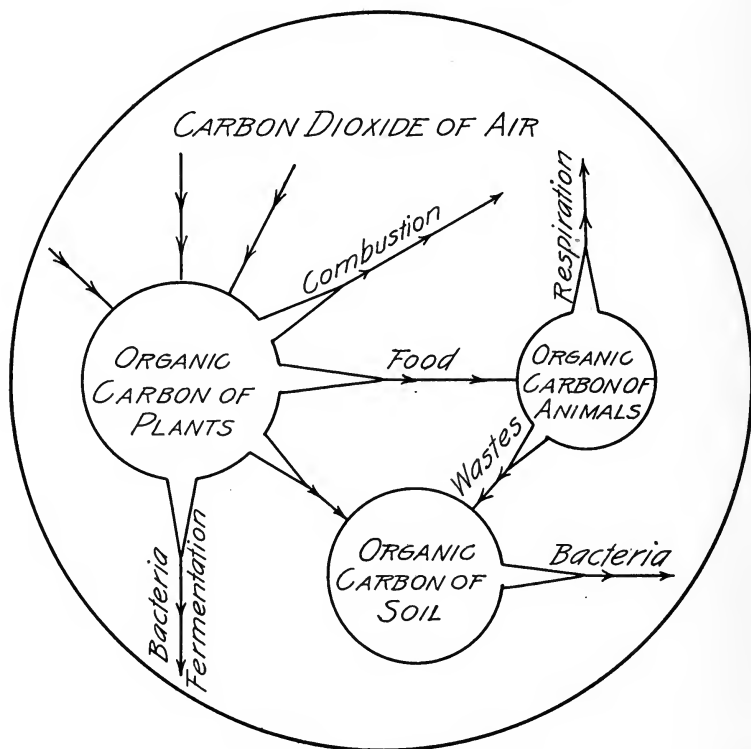 CARBON DIOXIDE OF AIR
Combustion
Respiration
ORGANIC
CARBON OF
PLANTS
Food
ORGANIC
CARBON OF
ANIMALS
Wastes
ORGANIC
CARBON OF
SOIL
Bacteria
Bacteria
Fermentation